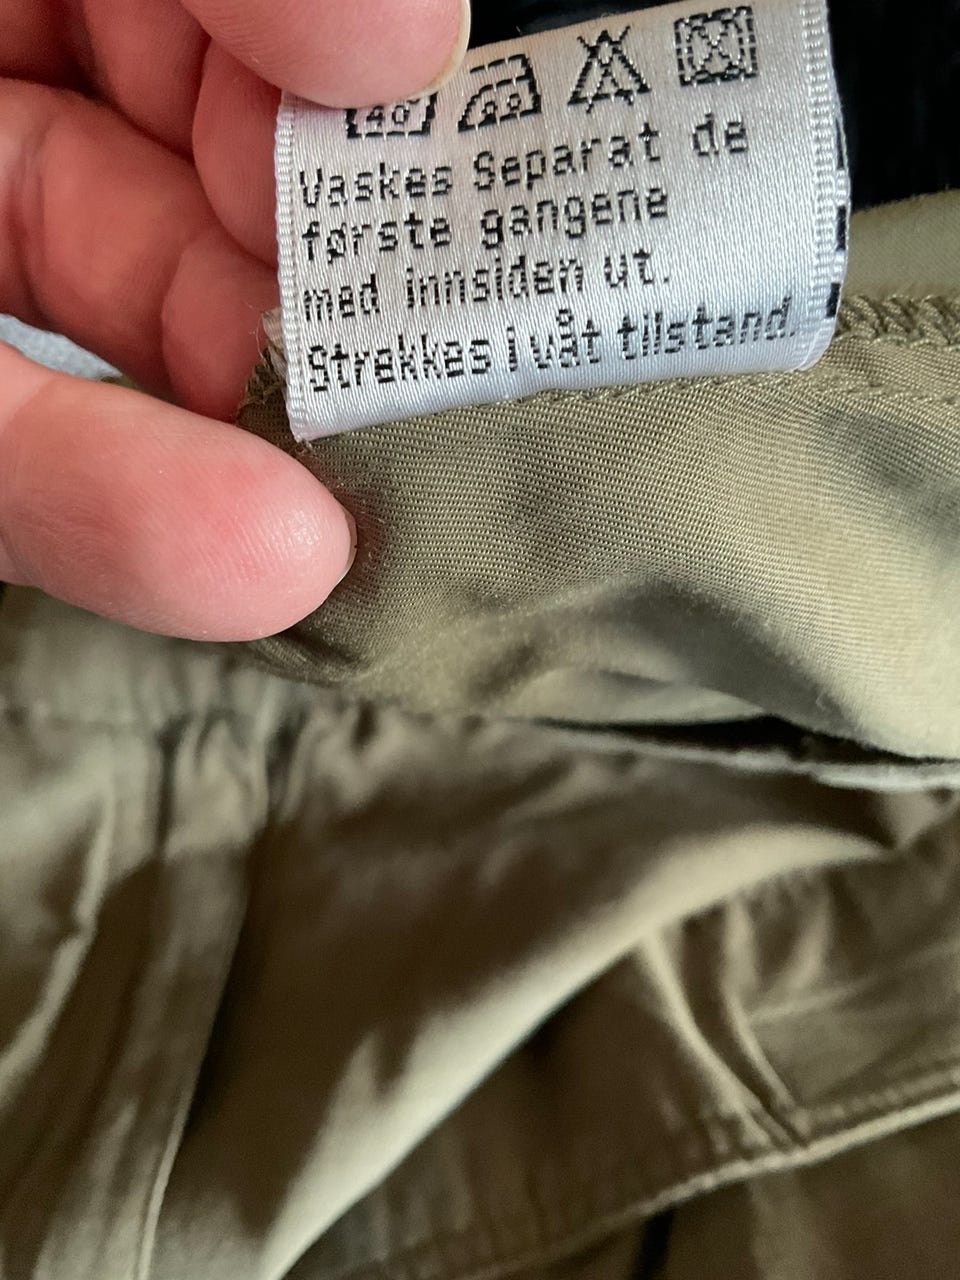 40
Vaskes Separat de
første gangene
med innsiden ut.
Strekkes i våt tilstand.